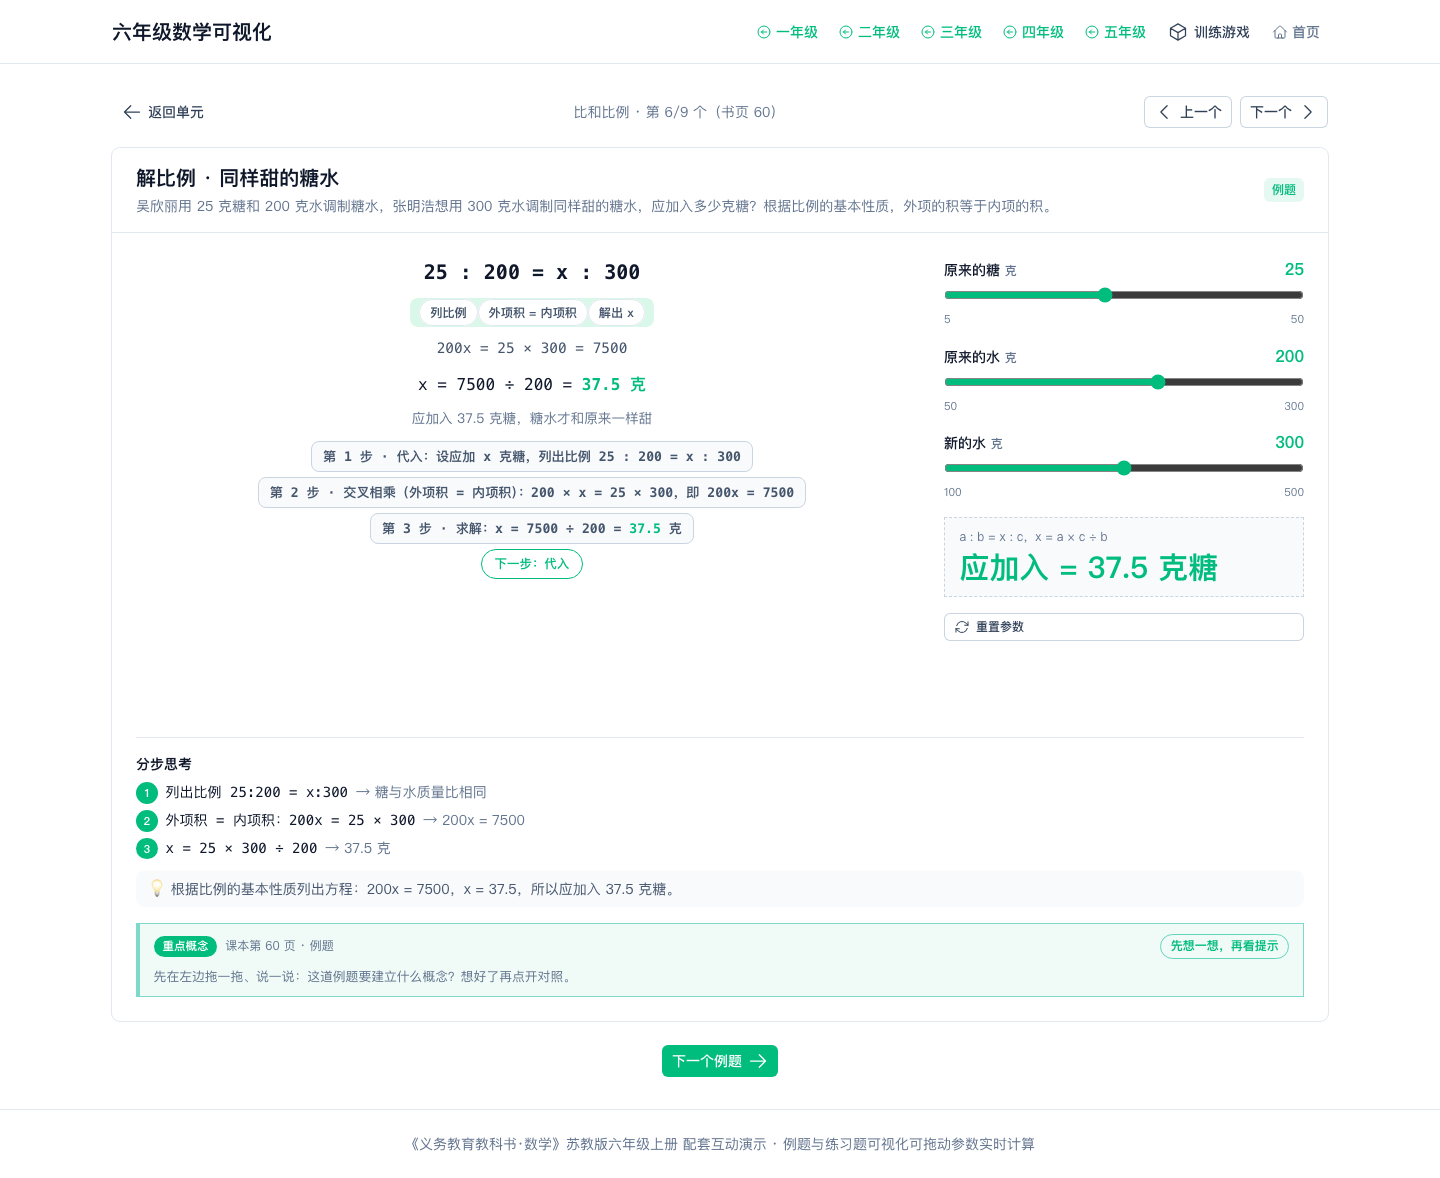 六年级数学可视化
一年级 二年级 三年级 四年级 五年级 训练游戏 首页
返回单元
比和比例 · 第 6/9 个（书页 60）
上一个 下一个
解比例 · 同样甜的糖水
吴欣丽用 25 克糖和 200 克水调制糖水，张明浩想用 300 克水调制同样甜的糖水，应加入多少克糖？根据比例的基本性质，外项的积等于内项的积。
例题
25 : 200 = x : 300
列比例 外项积 = 内项积 解出 x
200x = 25 × 300 = 7500
x = 7500 ÷ 200 = 37.5 克
应加入 37.5 克糖，糖水才和原来一样甜
第 1 步 · 代入：设应加 x 克糖，列出比例 25 : 200 = x : 300
第 2 步 · 交叉相乘（外项积 = 内项积）：200 × x = 25 × 300，即 200x = 7500
第 3 步 · 求解：x = 7500 ÷ 200 = 37.5 克
下一步：代入
原来的糖 克 25
5 50
原来的水 克 200
50 300
新的水 克 300
100 500
a : b = x : c，x = a × c ÷ b
应加入 = 37.5 克糖
重置参数
分步思考
1 列出比例 25:200 = x:300 → 糖与水质量比相同
2 外项积 = 内项积：200x = 25 × 300 → 200x = 7500
3 x = 25 × 300 ÷ 200 → 37.5 克
💡 根据比例的基本性质列出方程：200x = 7500，x = 37.5，所以应加入 37.5 克糖。
重点概念 课本第 60 页 · 例题
先想一想，再看提示
先在左边拖一拖、说一说：这道例题要建立什么概念？想好了再点开对照。
下一个例题
《义务教育教科书·数学》苏教版六年级上册 配套互动演示 · 例题与练习题可视化可拖动参数实时计算